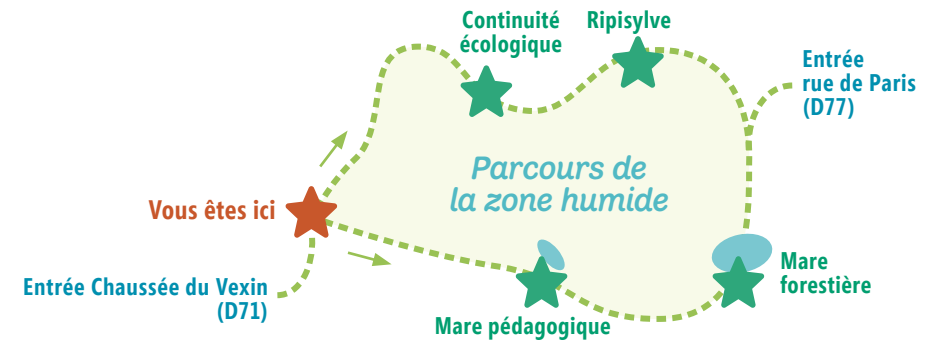 Continuité
écologique
Ripisylve
Entrée
rue de Paris
(D77)
Parcours de
la zone humide
Vous êtes ici
Entrée Chaussée du Vexin
(D71)
Mare
forestière
Mare pédagogique